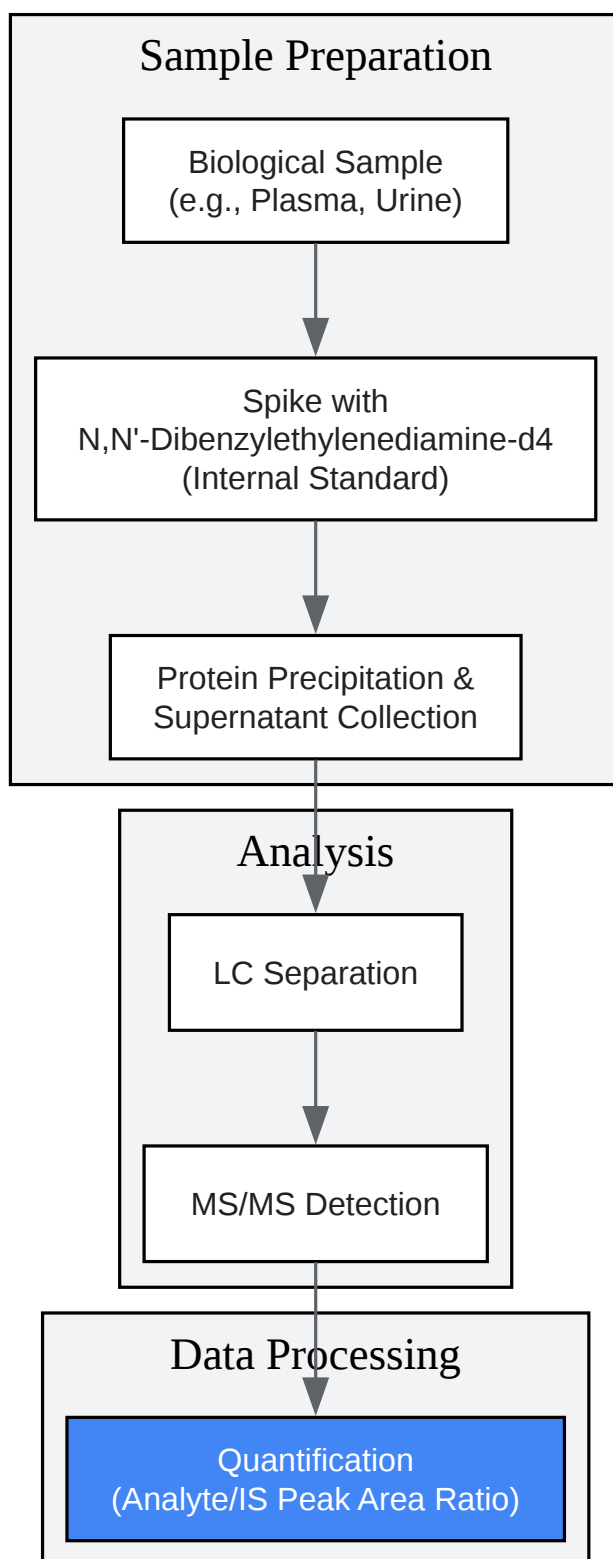 Sample Preparation
Biological Sample
(e.g., Plasma, Urine)
Spike with
N,N'-Dibenzylethylenediamine-d4
(Internal Standard)
Protein Precipitation &
Supernatant Collection
Analysis
LC Separation
MS/MS Detection
Data Processing
Quantification
(Analyte/IS Peak Area Ratio)